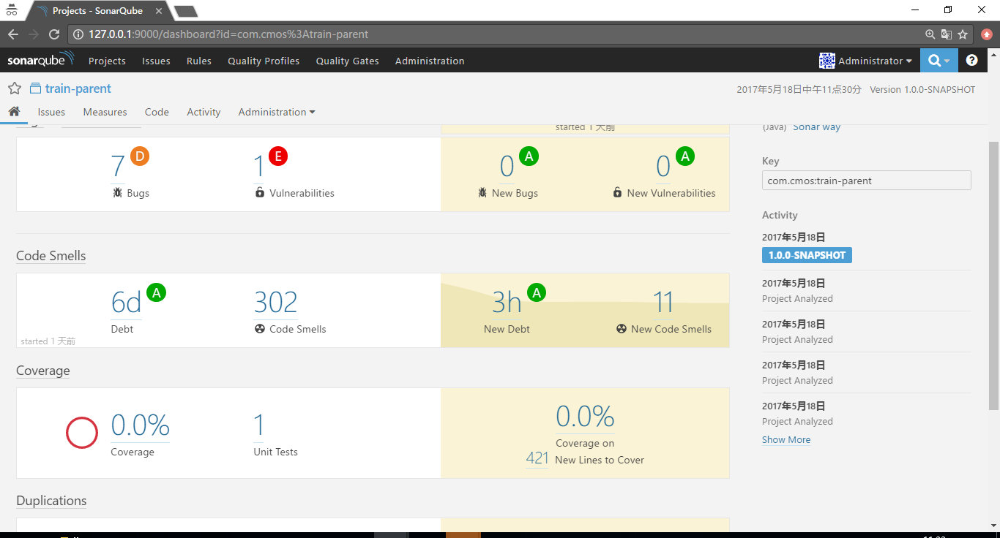 Projects - SonarQube
127.0.0.1:9000/dashboard?id=com.cmos%3Atrain-parent
sonarqube Projects Issues Rules Quality Profiles Quality Gates Administration Administrator ?
train-parent 2017年5月18日中午11点30分 Version 1.0.0-SNAPSHOT
Issues Measures Code Activity Administration
started 1 天前 (Java) Sonar way
7 D 1 E 0 A 0 A
Bugs Vulnerabilities New Bugs New Vulnerabilities
Key
com.cmos:train-parent
Activity
2017年5月18日
1.0.0-SNAPSHOT
2017年5月18日
Project Analyzed
2017年5月18日
Project Analyzed
2017年5月18日
Project Analyzed
2017年5月18日
Project Analyzed
Show More
Code Smells
6d A 302 3h A 11
Debt Code Smells New Debt New Code Smells
started 1 天前
Coverage
0.0% 1 0.0%
Coverage Unit Tests Coverage on
421 New Lines to Cover
Duplications